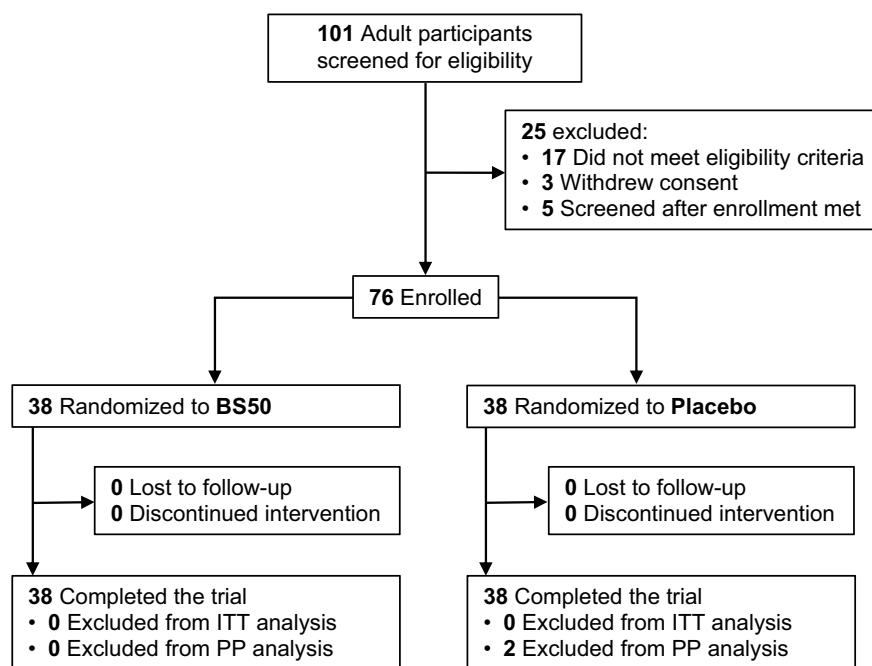 101 Adult participants
screened for eligibility
25 excluded:
• 17 Did not meet eligibility criteria
• 3 Withdrew consent
• 5 Screened after enrollment met
76 Enrolled
38 Randomized to BS50
38 Randomized to Placebo
0 Lost to follow-up
0 Discontinued intervention
0 Lost to follow-up
0 Discontinued intervention
38 Completed the trial
• 0 Excluded from ITT analysis
• 0 Excluded from PP analysis
38 Completed the trial
• 0 Excluded from ITT analysis
• 2 Excluded from PP analysis